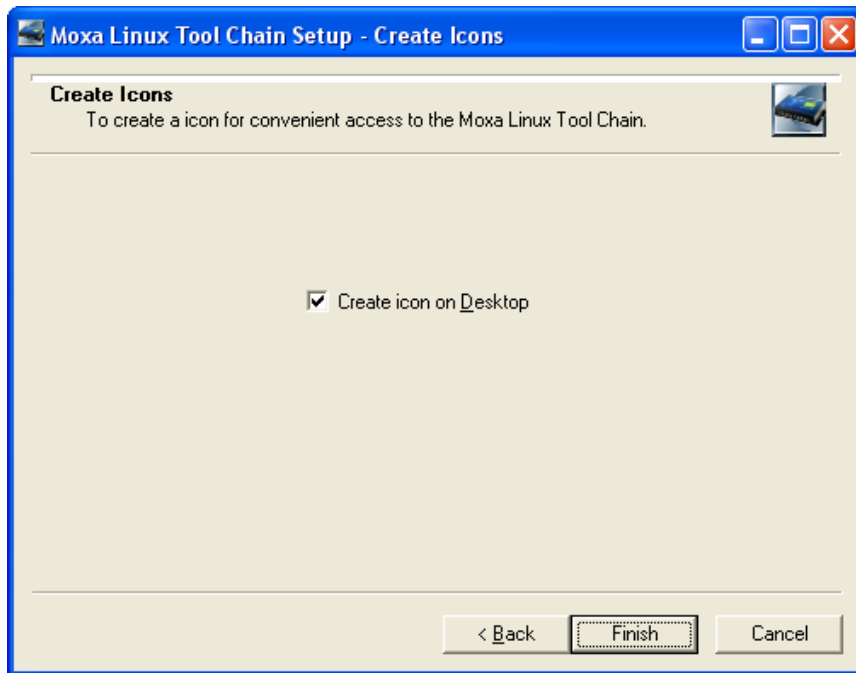 Moxa Linux Tool Chain Setup - Create Icons
Create Icons
To create a icon for convenient access to the Moxa Linux Tool Chain.
Create icon on Desktop
< Back Finish Cancel